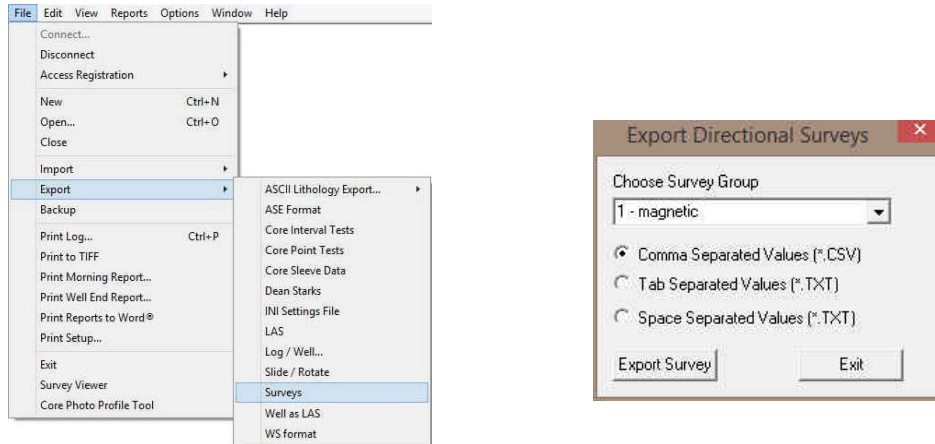 File Edit View Reports Options Window Help
Connect...
Disconnect
Access Registration
New Ctrl+N
Open... Ctrl+O
Close
Import
Export
Backup
Print Log... Ctrl+P
Print to TIFF
Print Morning Report...
Print Well End Report...
Print Reports to Word®
Print Setup...
Exit
Survey Viewer
Core Photo Profile Tool
ASCII Lithology Export...
ASE Format
Core Interval Tests
Core Point Tests
Core Sleeve Data
Dean Starks
INI Settings File
LAS
Log / Well...
Slide / Rotate
Surveys
Well as LAS
WS format
Export Directional Surveys
Choose Survey Group
1 - magnetic
Comma Separated Values (*.CSV)
Tab Separated Values (*.TXT)
Space Separated Values (*.TXT)
Export Survey Exit